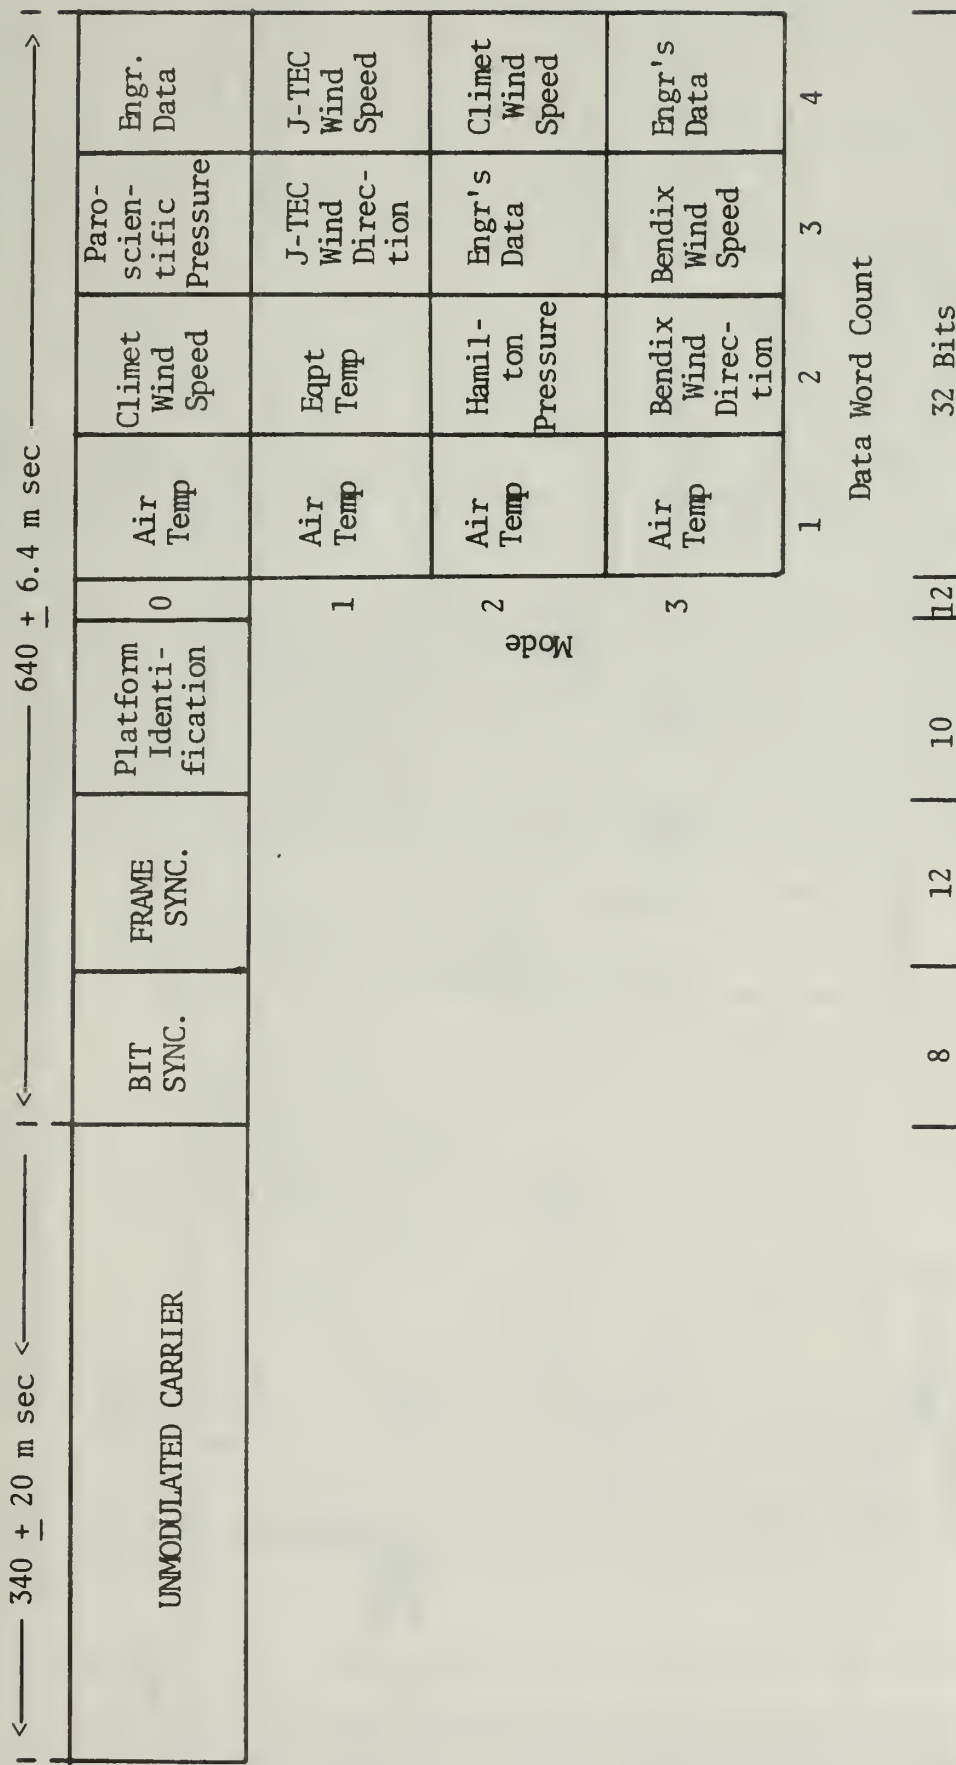 340 ± 20 m sec
640 ± 6.4 m sec
UNMODULATED CARRIER
BIT
SYNC.
FRAME
SYNC.
Platform
Identi-
fication
0
Air
Temp
Climet
Wind
Speed
Paro-
scien-
tific
Pressure
Engr.
Data
1
Air
Temp
Eqpt
Temp
J-TEC
Wind
Direc-
tion
J-TEC
Wind
Speed
Mode
2
Air
Temp
Hamil-
ton
Pressure
Engr's
Data
Climet
Wind
Speed
3
Air
Temp
Bendix
Wind
Direc-
tion
Bendix
Wind
Speed
Engr's
Data
1 2 3 4
Data Word Count
8 12 10 12 32 Bits